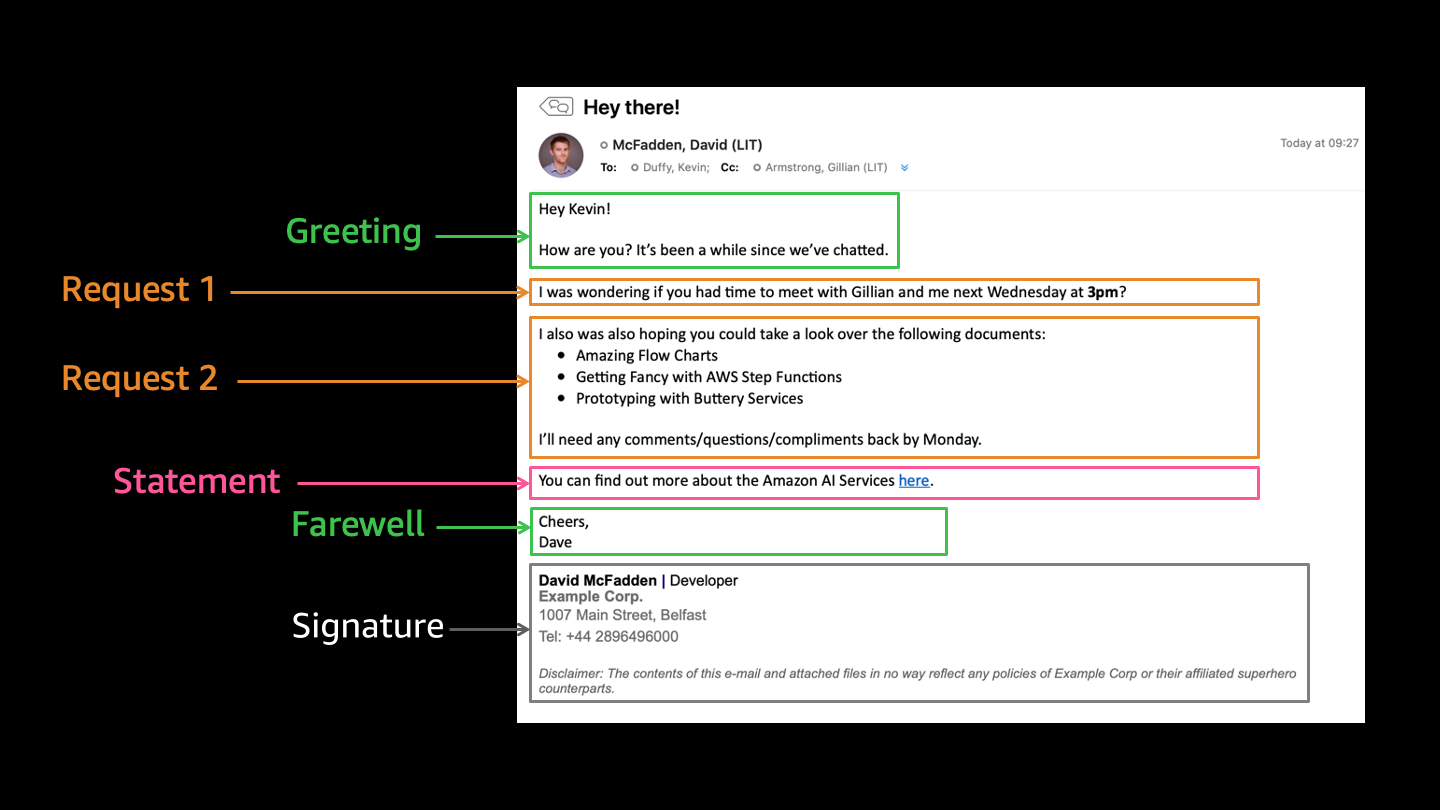 Hey there!
McFadden, David (LIT)
Today at 09:27
To: Duffy, Kevin; Cc: Armstrong, Gillian (LIT)
Greeting
Hey Kevin!
How are you? It's been a while since we've chatted.
Request 1
I was wondering if you had time to meet with Gillian and me next Wednesday at 3pm?
Request 2
I also was also hoping you could take a look over the following documents:
• Amazing Flow Charts
• Getting Fancy with AWS Step Functions
• Prototyping with Buttery Services
I'll need any comments/questions/compliments back by Monday.
Statement
You can find out more about the Amazon AI Services here.
Farewell
Cheers,
Dave
Signature
David McFadden | Developer
Example Corp.
1007 Main Street, Belfast
Tel: +44 2896496000
Disclaimer: The contents of this e-mail and attached files in no way reflect any policies of Example Corp or their affiliated superhero
counterparts.